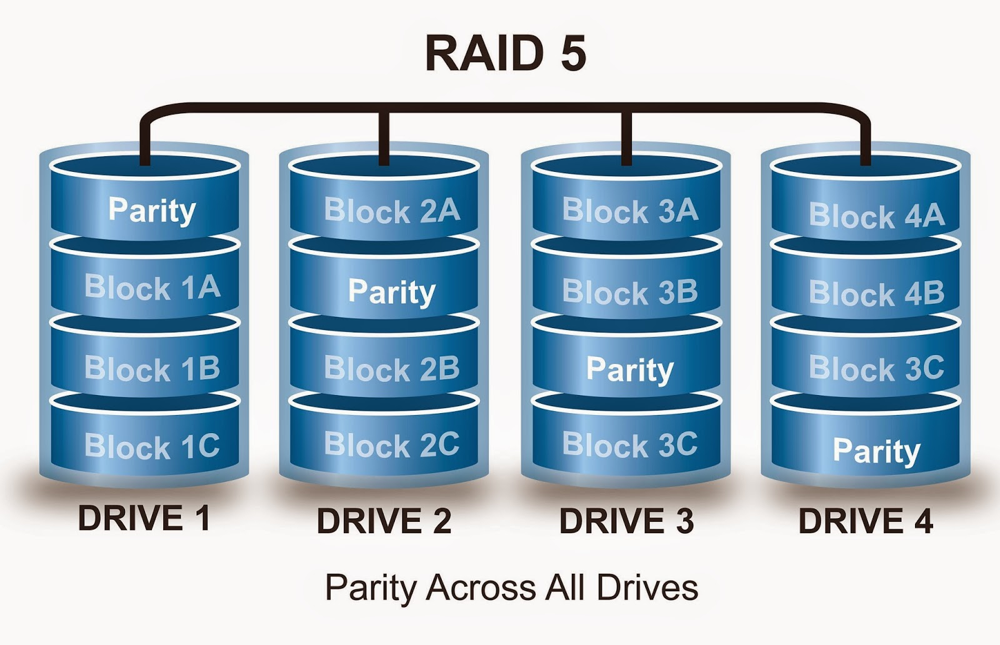 RAID 5
Parity Block 2A Block 3A Block 4A
Block 1A Parity Block 3B Block 4B
Block 1B Block 2B Parity Block 3C
Block 1C Block 2C Block 3C Parity
DRIVE 1 DRIVE 2 DRIVE 3 DRIVE 4
Parity Across All Drives